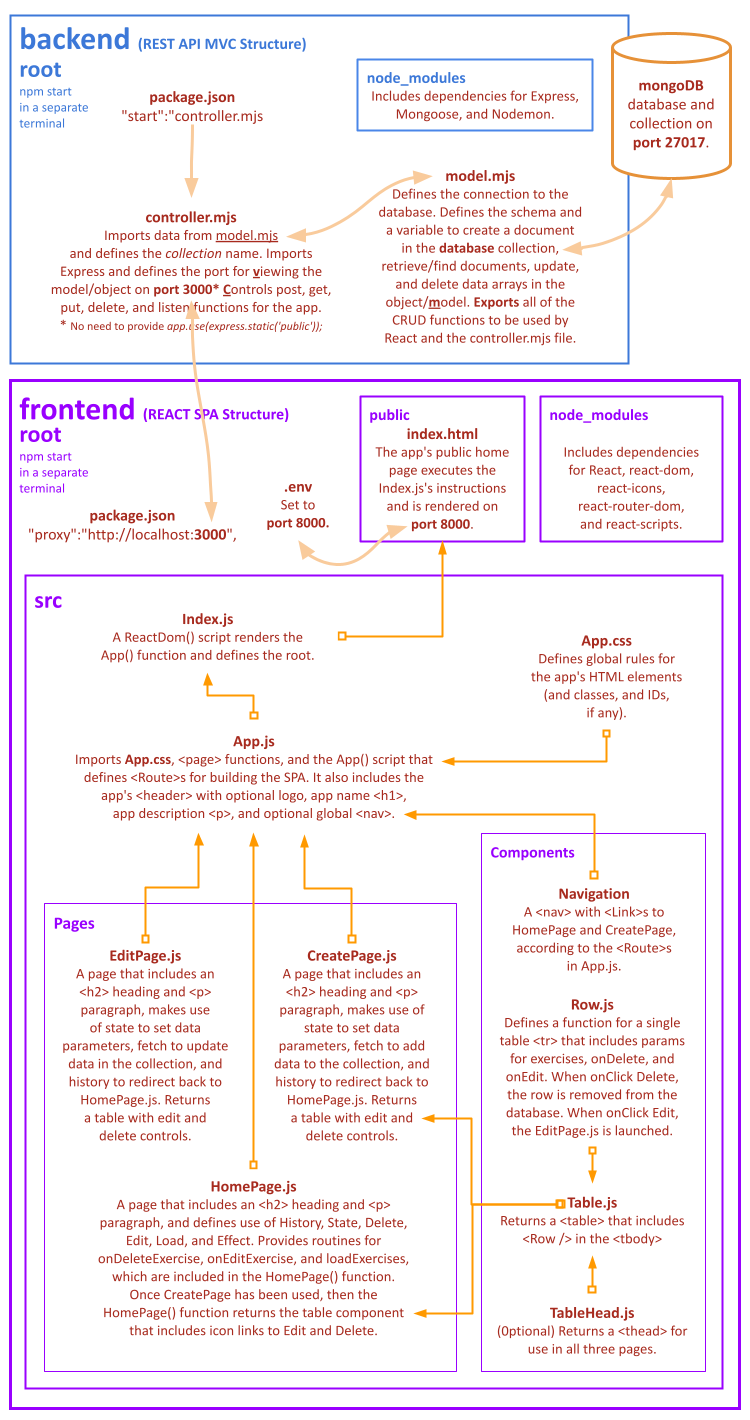 backend (REST API MVC Structure)
root
npm start
in a separate
terminal
package.json
"start":"controller.mjs
node_modules
Includes dependencies for Express,
Mongoose, and Nodemon.
mongoDB
database and
collection on
port 27017.
controller.mjs
Imports data from model.mjs
and defines the collection name. Imports
Express and defines the port for viewing the
model/object on port 3000* Controls post, get,
put, delete, and listen functions for the app.
* No need to provide app.use(express.static('public'));
model.mjs
Defines the connection to the
database. Defines the schema and
a variable to create a document
in the database collection,
retrieve/find documents, update,
and delete data arrays in the
object/model. Exports all of the
CRUD functions to be used by
React and the controller.mjs file.
frontend (REACT SPA Structure)
root
npm start
in a separate
terminal
package.json
"proxy":"http://localhost:3000",
.env
Set to
port 8000.
public
index.html
The app's public home
page executes the
Index.js's instructions
and is rendered on
port 8000.
node_modules
Includes dependencies
for React, react-dom,
react-icons,
react-router-dom,
and react-scripts.
src
Index.js
A ReactDom() script renders the
App() function and defines the root.
App.css
Defines global rules for
the app's HTML elements
(and classes, and IDs,
if any).
App.js
Imports App.css, <page> functions, and the App() script that
defines <Route>s for building the SPA. It also includes the
app's <header> with optional logo, app name <h1>,
app description <p>, and optional global <nav>.
Pages
EditPage.js
A page that includes an
<h2> heading and <p>
paragraph, makes use
of state to set data
parameters, fetch to update
data in the collection, and
history to redirect back to
HomePage.js. Returns
a table with edit and
delete controls.
CreatePage.js
A page that includes an
<h2> heading and <p>
paragraph, makes use of
state to set data
parameters, fetch to add
data to the collection, and
history to redirect back to
HomePage.js. Returns
a table with edit and
delete controls.
HomePage.js
A page that includes an <h2> heading and <p>
paragraph, and defines use of History, State, Delete,
Edit, Load, and Effect. Provides routines for
onDeleteExercise, onEditExercise, and loadExercises,
which are included in the HomePage() function.
Once CreatePage has been used, then the
HomePage() function returns the table component
that includes icon links to Edit and Delete.
Components
Navigation
A <nav> with <Link>s to
HomePage and CreatePage,
according to the <Route>s
in App.js.
Row.js
Defines a function for a single
table <tr> that includes params
for exercises, onDelete, and
onEdit. When onClick Delete,
the row is removed from the
database. When onClick Edit,
the EditPage.js is launched.
Table.js
Returns a <table> that includes
<Row /> in the <tbody>
TableHead.js
(Optional) Returns a <thead> for
use in all three pages.